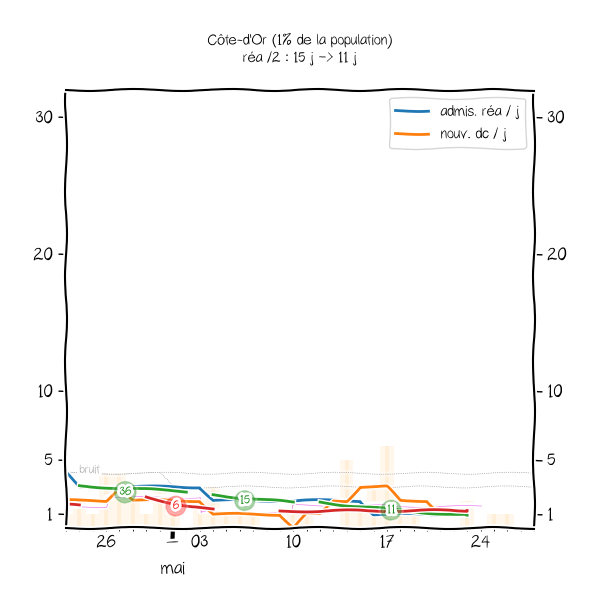 Côte-d'Or (1% de la population)
réa /2 : 15 j -> 11 j
admis. réa / j
nouv. dc / j
30 30
20 20
10 10
5 5
bruit
36 6 15 11
1 1
26 03 10 17 24
mai